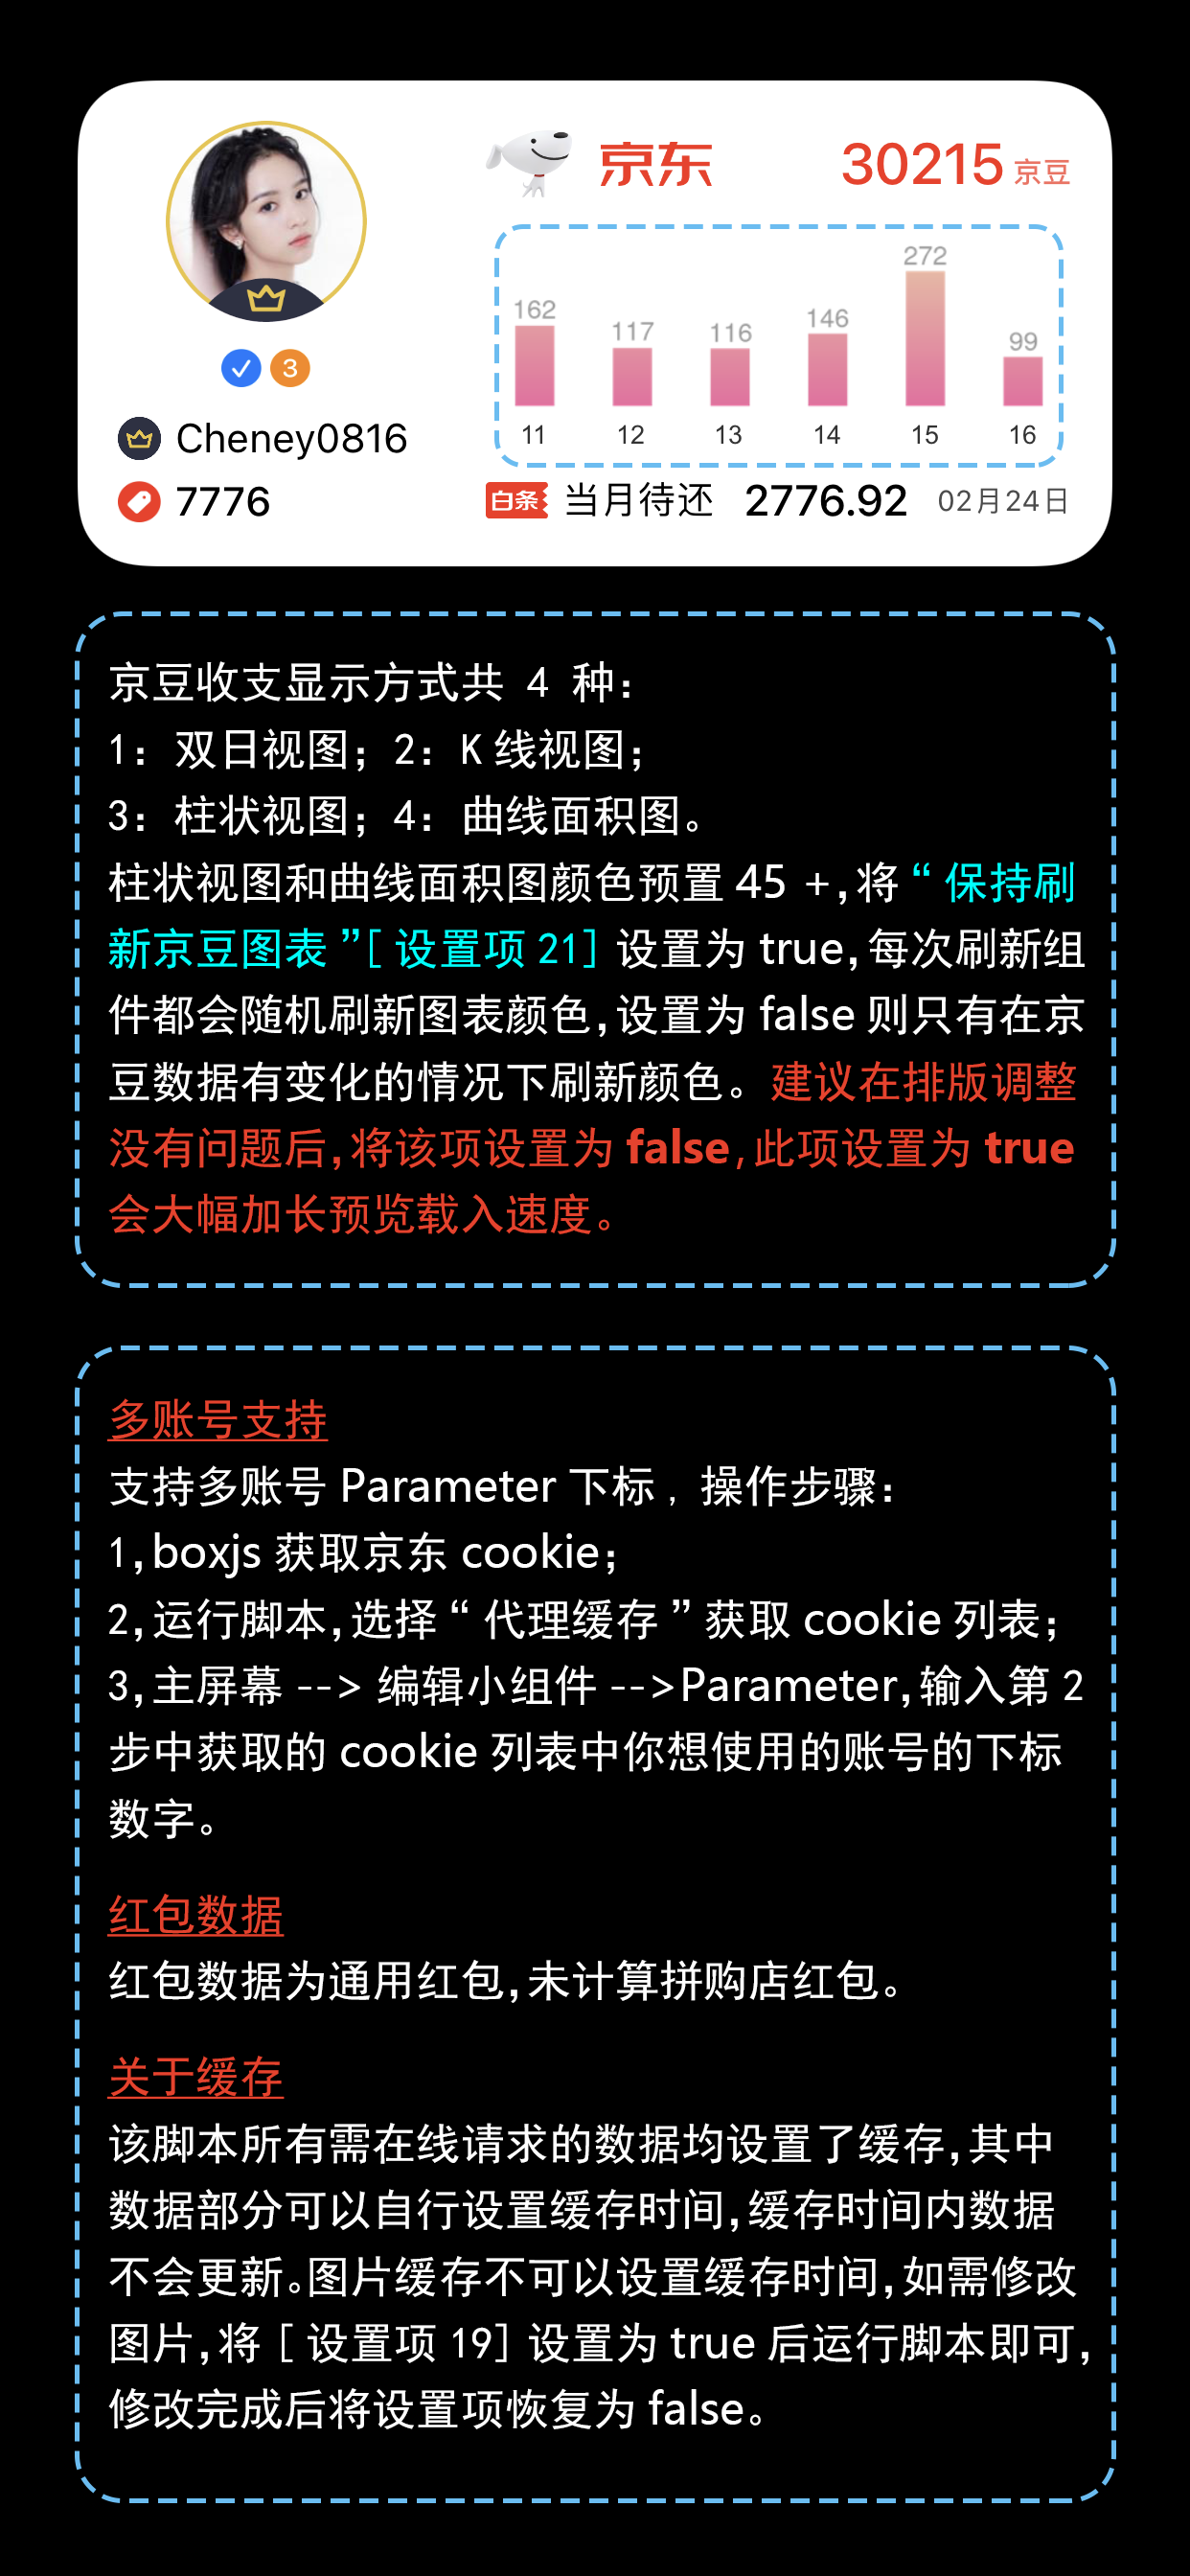 京东
30215 京豆
162
117
116
146
272
99
11
12
13
14
15
16
3
Cheney0816
7776
白条 当月待还 2776.92 02月24日
京豆收支显示方式共 4 种：
1：双日视图；2：K 线视图；
3：柱状视图；4：曲线面积图。
柱状视图和曲线面积图颜色预置 45 +,将 “ 保持刷
新京豆图表 ”[ 设置项 21] 设置为 true,每次刷新组
件都会随机刷新图表颜色,设置为 false 则只有在京
豆数据有变化的情况下刷新颜色。建议在排版调整
没有问题后,将该项设置为 false,此项设置为 true
会大幅加长预览载入速度。
多账号支持
支持多账号 Parameter 下标 , 操作步骤：
1,boxjs 获取京东 cookie；
2,运行脚本,选择 “ 代理缓存 ” 获取 cookie 列表；
3,主屏幕 --> 编辑小组件 -->Parameter,输入第 2
步中获取的 cookie 列表中你想使用的账号的下标
数字。
红包数据
红包数据为通用红包,未计算拼购店红包。
关于缓存
该脚本所有需在线请求的数据均设置了缓存,其中
数据部分可以自行设置缓存时间,缓存时间内数据
不会更新。图片缓存不可以设置缓存时间,如需修改
图片,将 [ 设置项 19] 设置为 true 后运行脚本即可,
修改完成后将设置项恢复为 false。